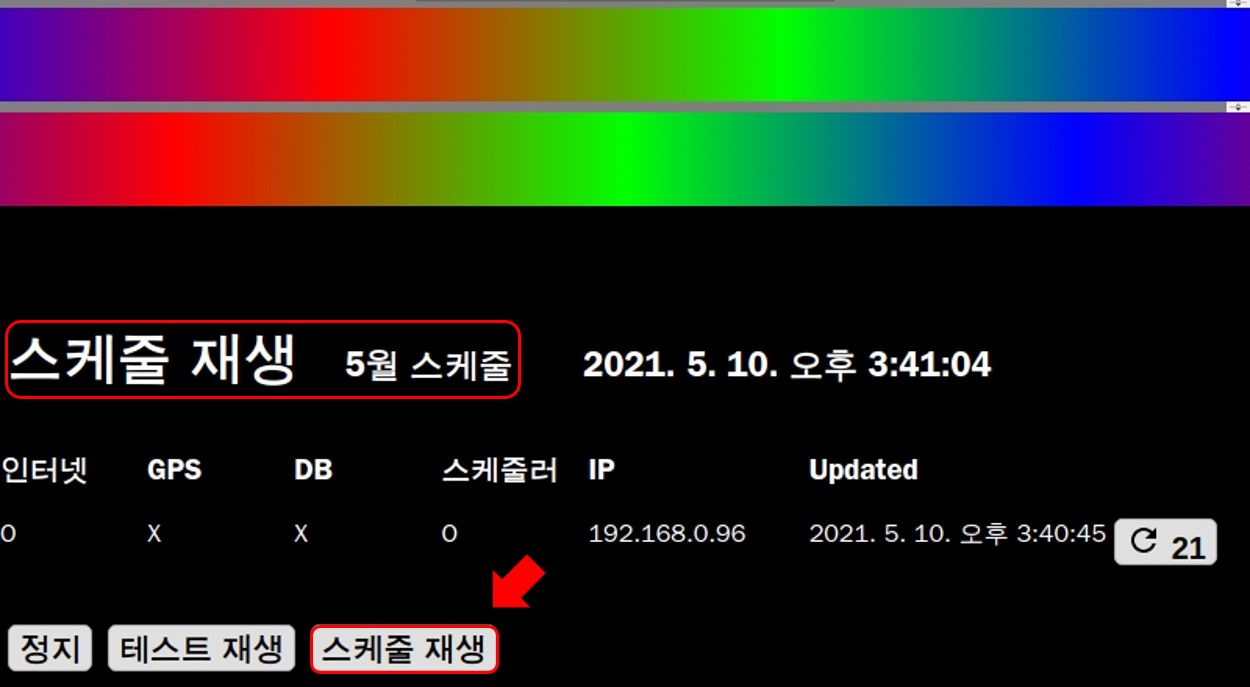 스케줄 재생 5월 스케줄 2021. 5. 10. 오후 3:41:04
인터넷 GPS DB 스케줄러 IP Updated
O X X O 192.168.0.96 2021. 5. 10. 오후 3:40:45 21
정지 테스트 재생 스케줄 재생